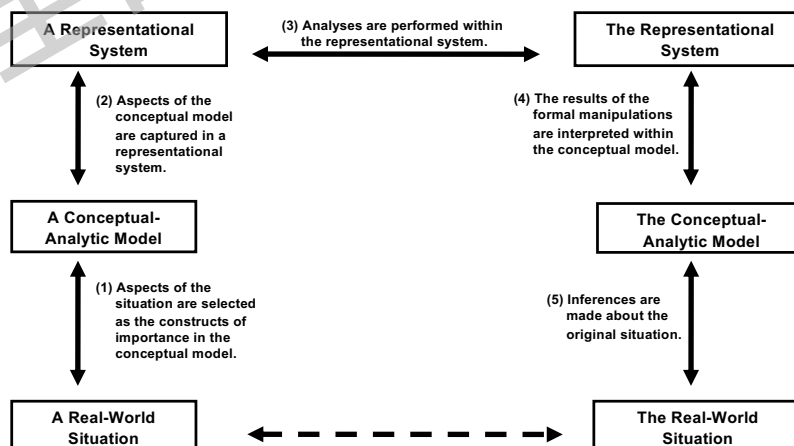 A Representational
System
(3) Analyses are performed within
the representational system.
The Representational
System
(2) Aspects of the
conceptual model
are captured in a
representational
system.
(4) The results of the
formal manipulations
are interpreted within
the conceptual model.
A Conceptual-
Analytic Model
The Conceptual-
Analytic Model
(1) Aspects of the
situation are selected
as the constructs of
importance in the
conceptual model.
(5) Inferences are
made about the
original situation.
A Real-World
Situation
The Real-World
Situation